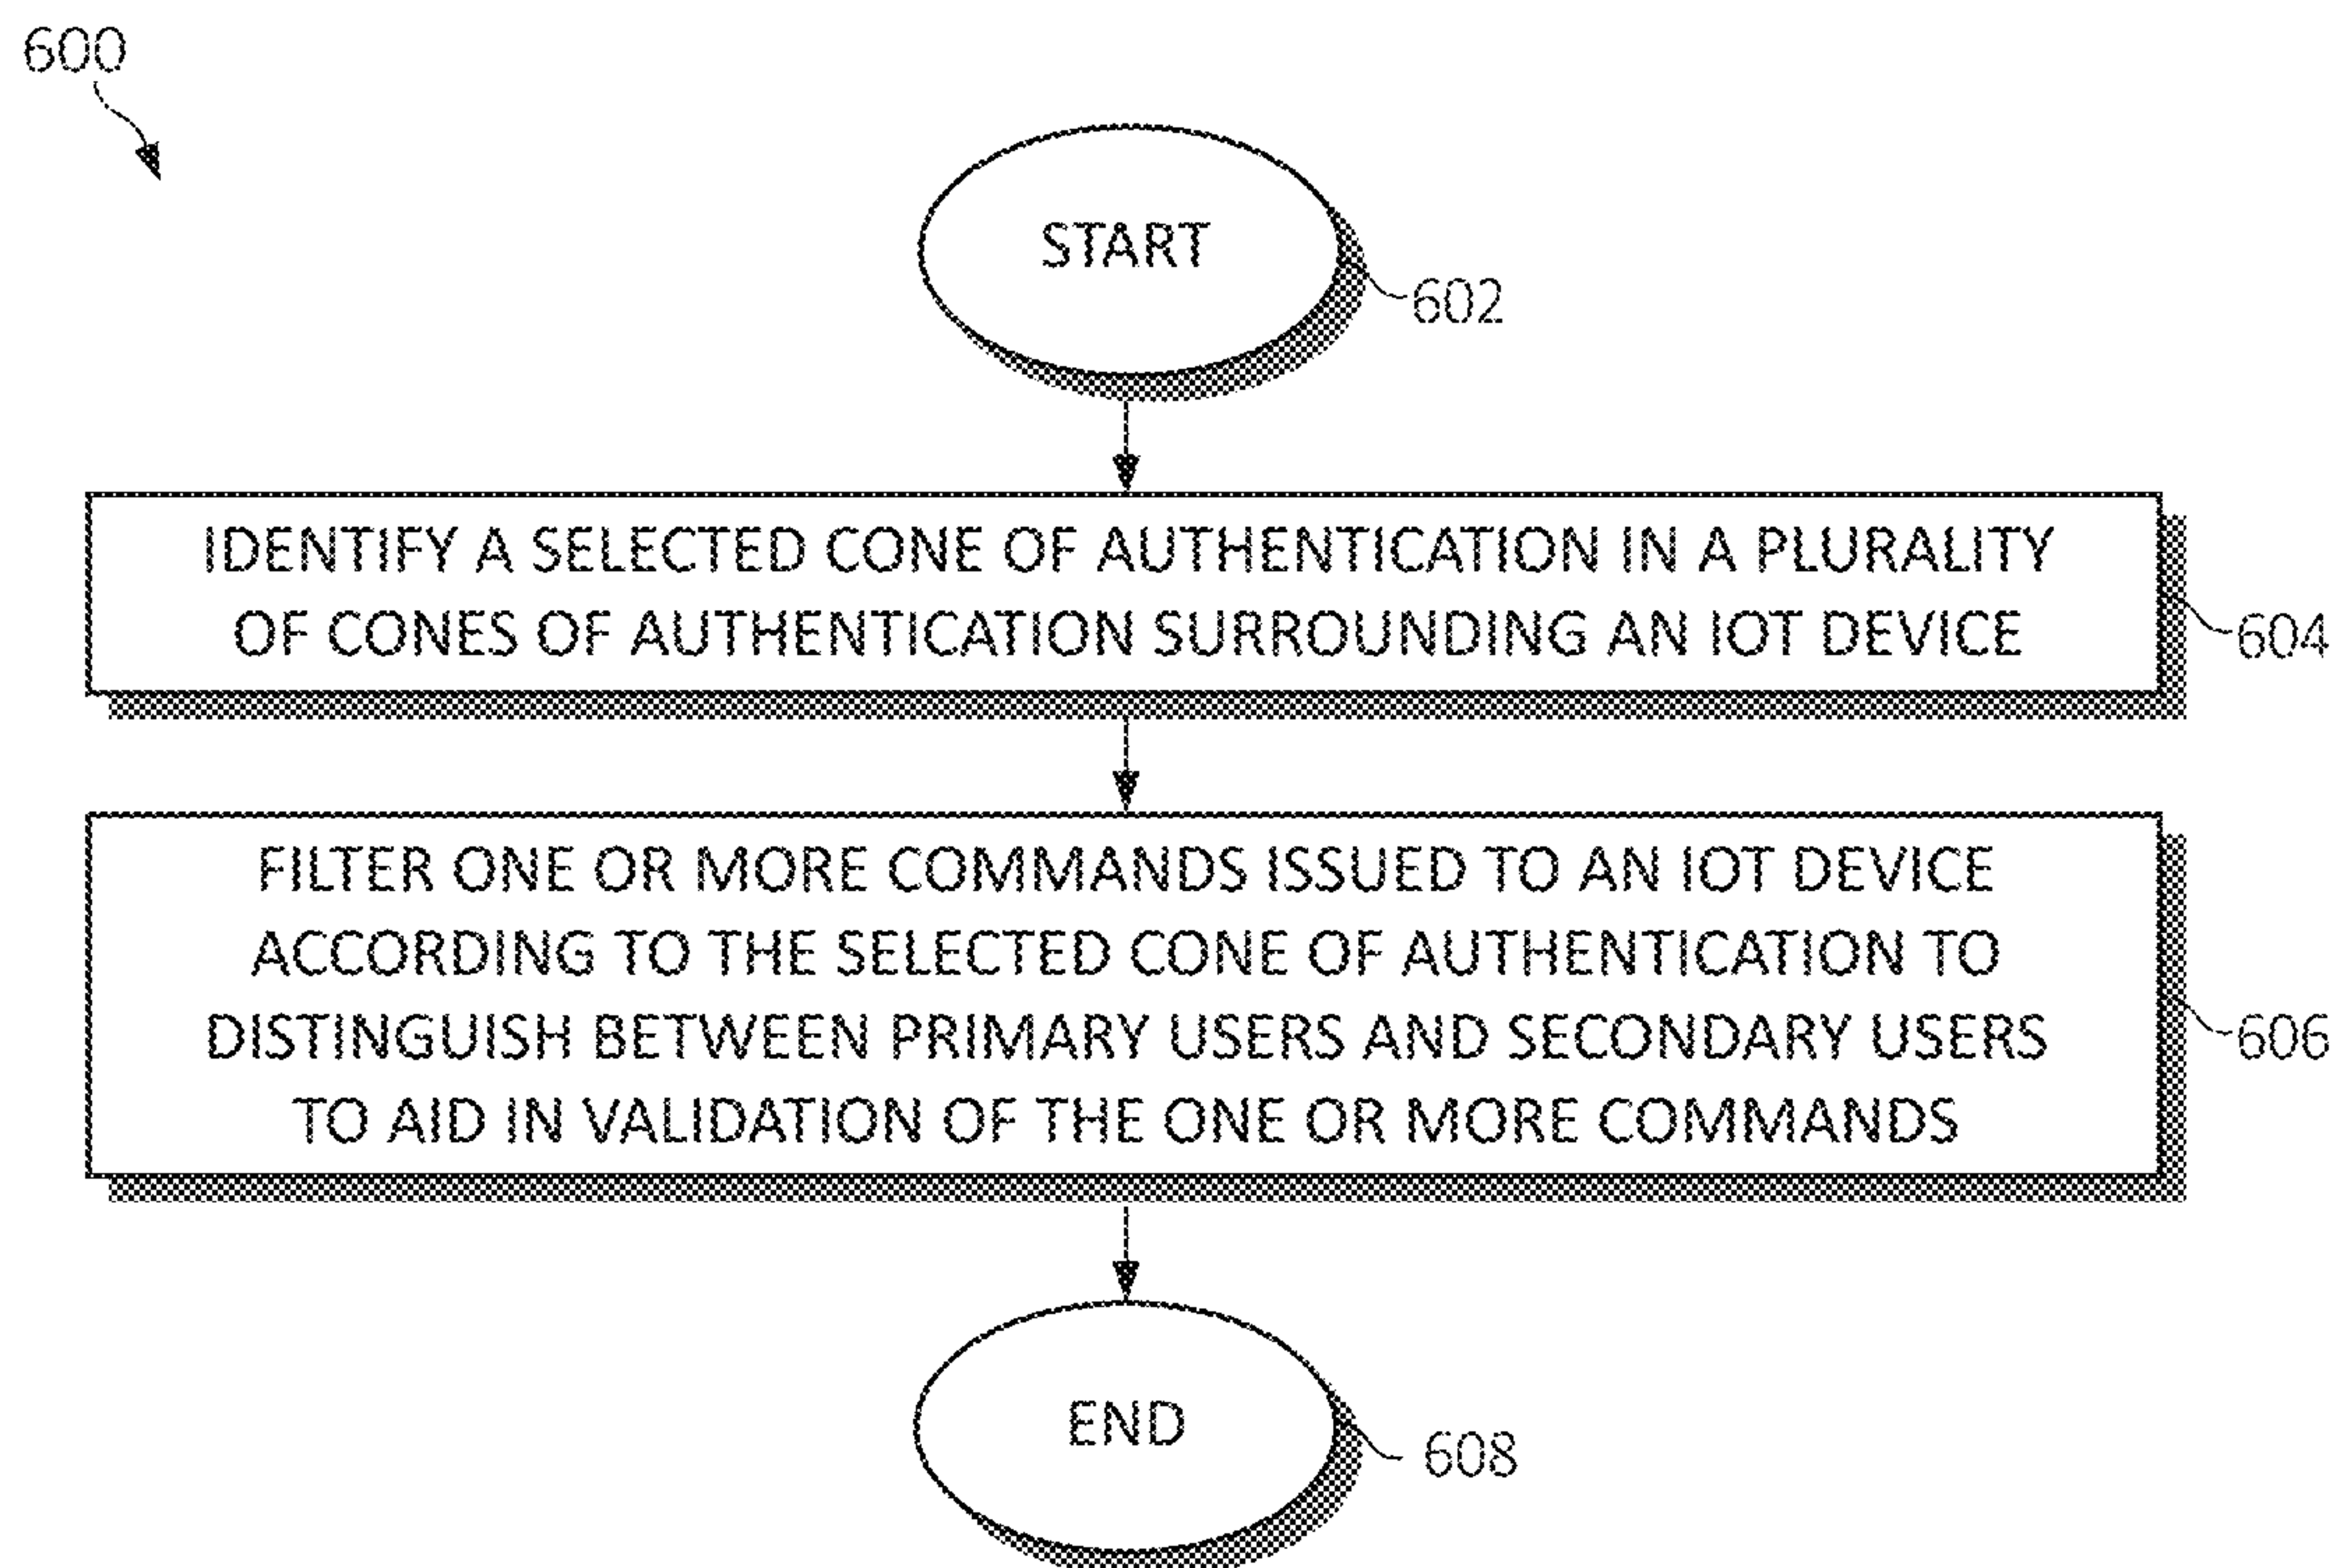 600
START
602
IDENTIFY A SELECTED CONE OF AUTHENTICATION IN A PLURALITY
OF CONES OF AUTHENTICATION SURROUNDING AN IOT DEVICE
604
FILTER ONE OR MORE COMMANDS ISSUED TO AN IOT DEVICE
ACCORDING TO THE SELECTED CONE OF AUTHENTICATION TO
DISTINGUISH BETWEEN PRIMARY USERS AND SECONDARY USERS
TO AID IN VALIDATION OF THE ONE OR MORE COMMANDS
606
END
608